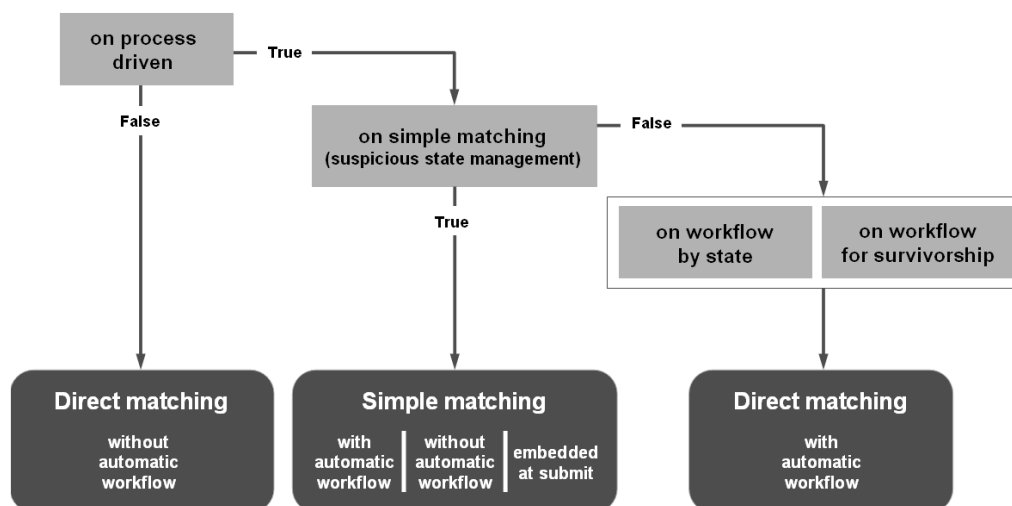 on process
driven
True
False
on simple matching
(suspicious state management)
False
True
on workflow
by state
on workflow
for survivorship
Direct matching
without
automatic
workflow
Simple matching
with
automatic
workflow
without
automatic
workflow
embedded
at submit
Direct matching
with
automatic
workflow